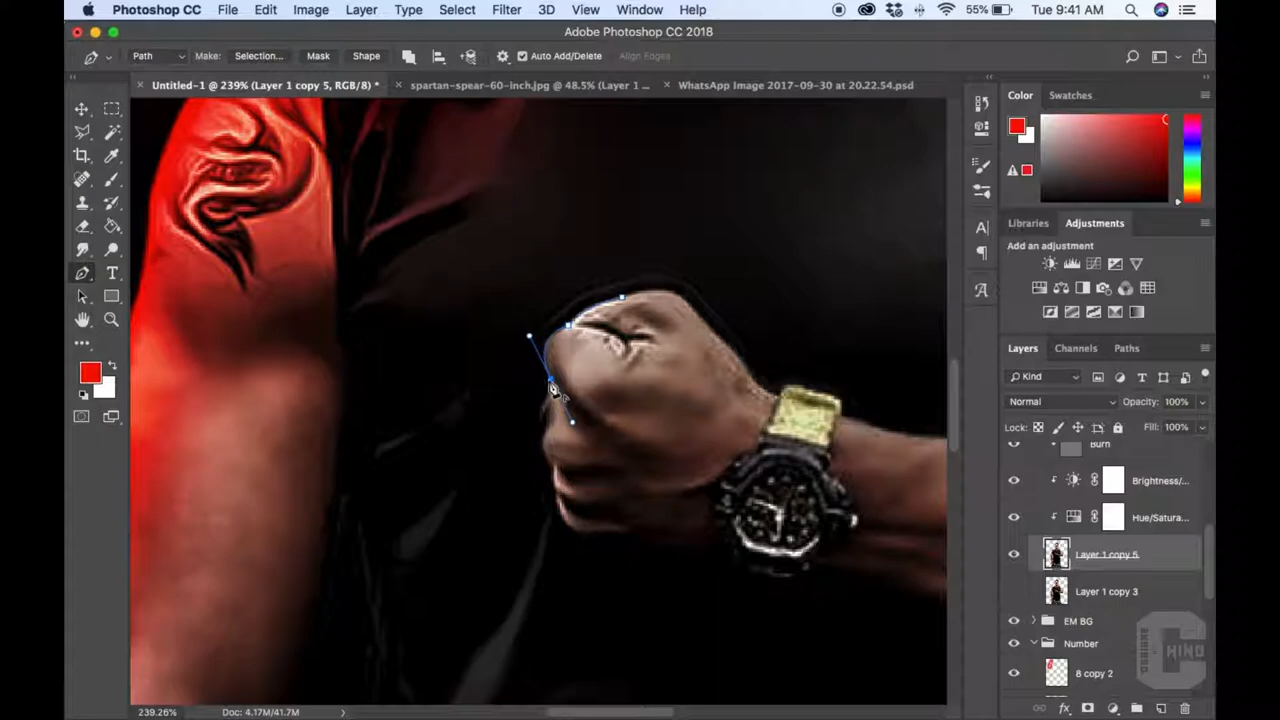 Photoshop CC File Edit Image Layer Type Select Filter 3D View Window Help 55% Tue 9:41 AM
Adobe Photoshop CC 2018
Path Make: Selection... Mask Shape Auto Add/Delete Align Edges
Untitled-1 @ 239% (Layer 1 copy 5, RGB/8) * spartan-spear-60-inch.jpg @ 48.5% (Layer 1 ... WhatsApp Image 2017-09-30 at 20.22.54.psd
Color Swatches
Libraries Adjustments
Add an adjustment
Layers Channels Paths
Kind
Normal Opacity: 100%
Lock: Fill: 100%
Burn
Brightness/...
Hue/Satura...
Layer 1 copy 5
Layer 1 copy 3
EM BG
Number
8 copy 2
239.26% Doc: 4.17M/41.7M